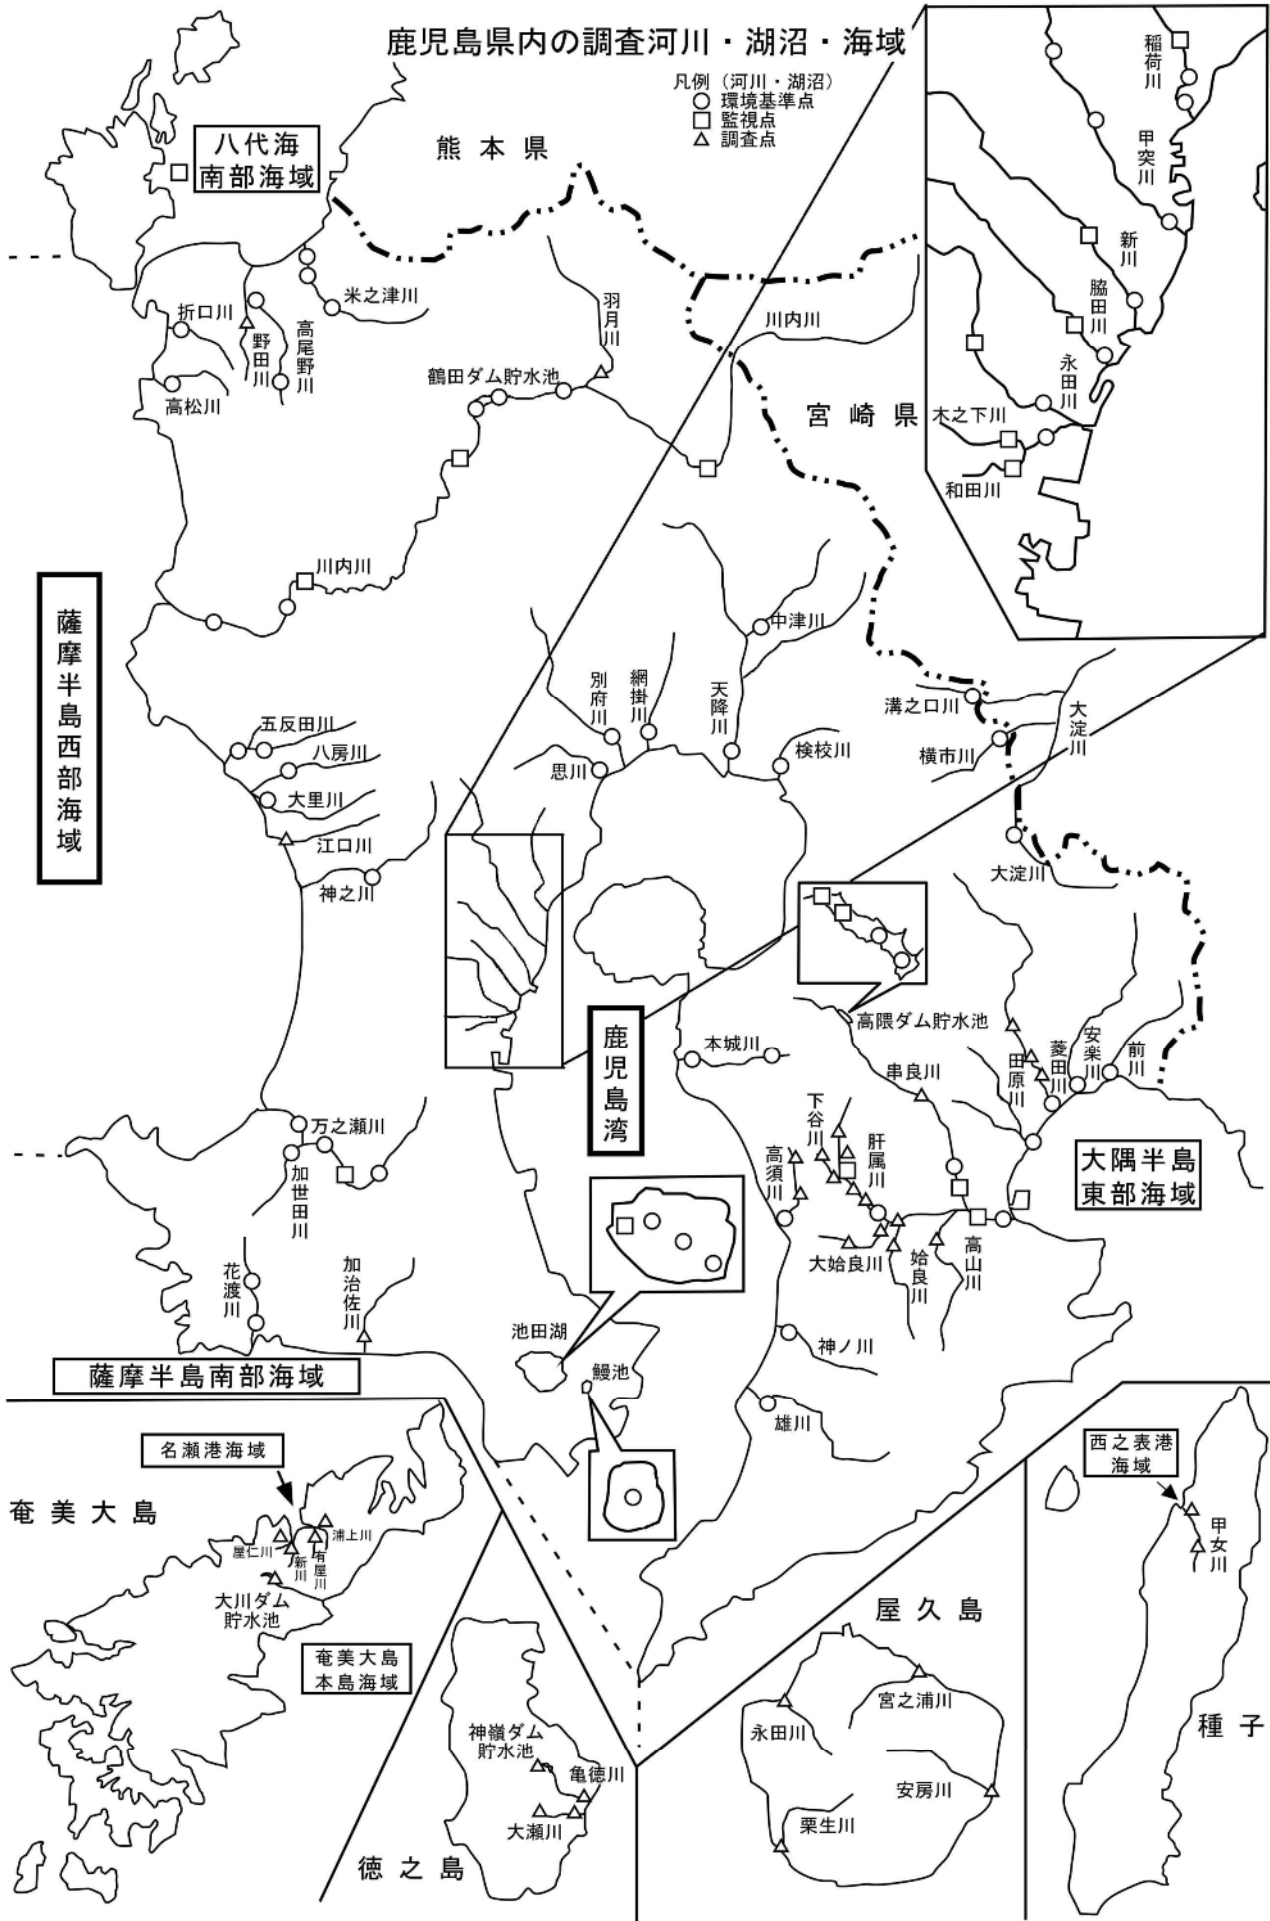 鹿児島県内の調査河川・湖沼・海域
凡例（河川・湖沼）
環境基準点
監視点
調査点
八代海
南部海域
熊本県
稲荷川
甲突川
新川
脇田川
永田川
木之下川
和田川
米之津川
折口川
野田川
高尾野川
高松川
羽月川
川内川
鶴田ダム貯水池
宮崎県
川内川
薩摩半島西部海域
中津川
別府川
網掛川
天降川
思川
検校川
溝之口川
横市川
大淀川
五反田川
八房川
大里川
江口川
神之川
大淀川
鹿児島湾
高隈ダム貯水池
本城川
串良川
田原川
菱田川
安楽川
前川
万之瀬川
加世田川
下谷川
高須川
肝属川
大隅半島
東部海域
大姶良川
姶良川
高山川
花渡川
加治佐川
池田湖
鰻池
神ノ川
雄川
薩摩半島南部海域
名瀬港海域
奄美大島
屋仁川
新川
有屋川
浦上川
大川ダム
貯水池
奄美大島
本島海域
西之表港
海域
甲女川
屋久島
宮之浦川
永田川
安房川
栗生川
種子
神嶺ダム
貯水池
亀徳川
大瀬川
徳之島